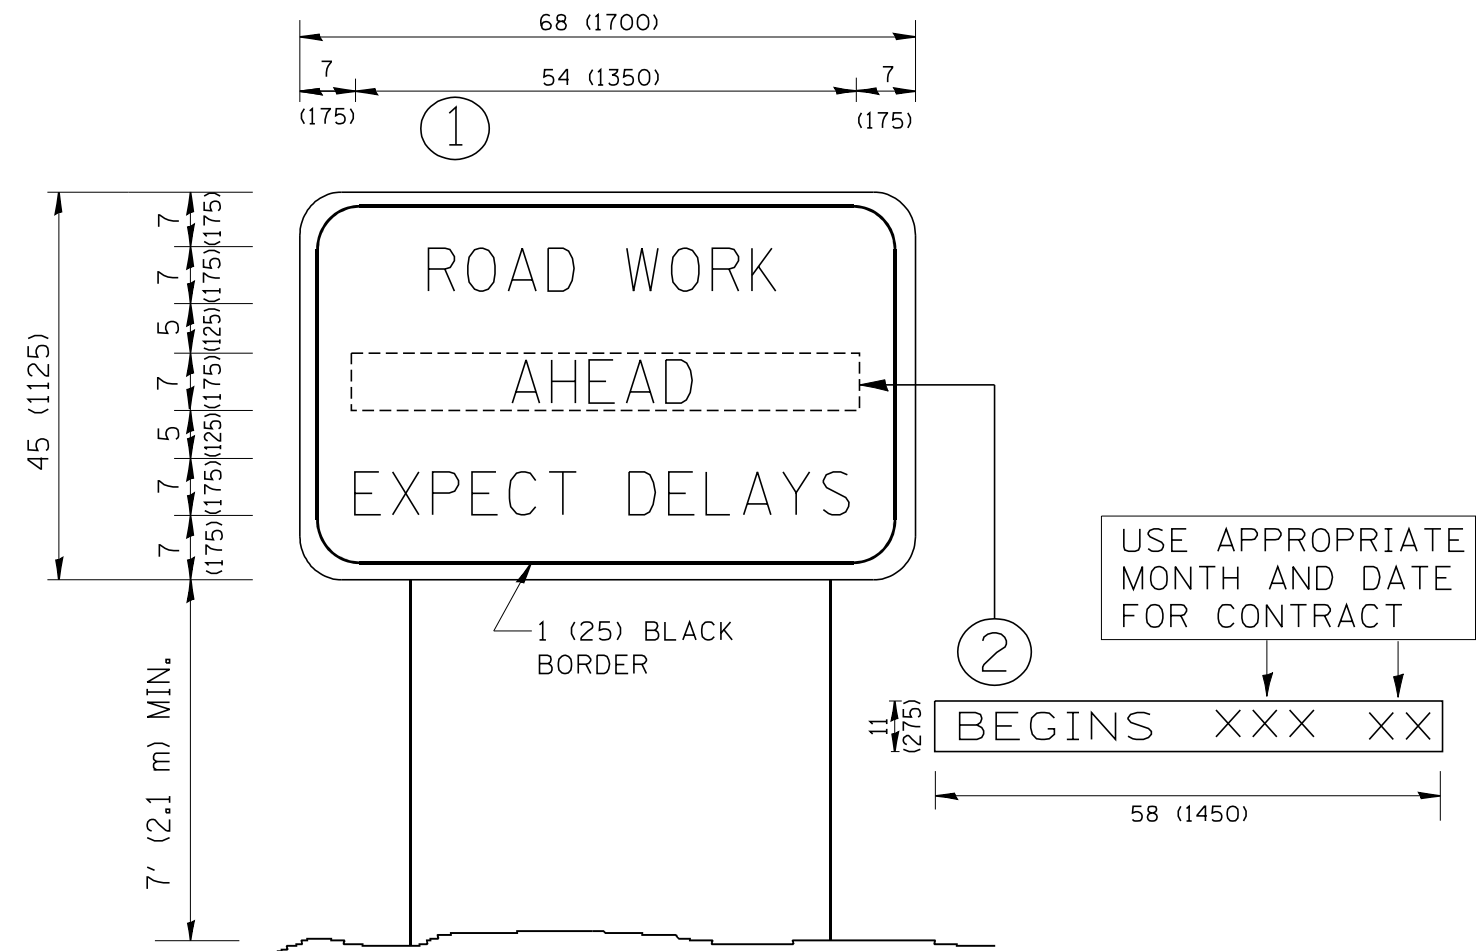 68 (1700)
7
54 (1350)
7
(175)
(175)
1
45 (1125)
7
(175)
7
(175)
5
(125)
7
(175)
5
(125)
7
(175)
7
(175)
ROAD WORK
AHEAD
EXPECT DELAYS
1 (25) BLACK
BORDER
7' (2.1 m) MIN.
2
USE APPROPRIATE
MONTH AND DATE
FOR CONTRACT
11
(275)
BEGINS XXX XX
58 (1450)